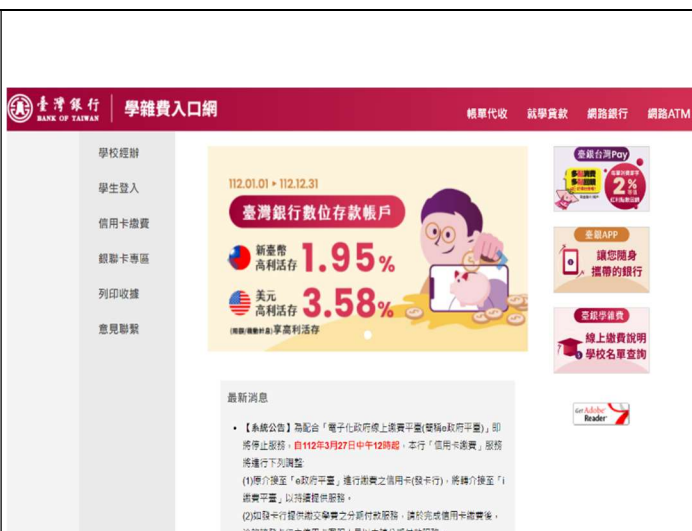 臺灣銀行
BANK OF TAIWAN
學雜費入口網
帳單代收 就學貸款 網路銀行 網路ATM
學校經辦
學生登入
信用卡繳費
銀聯卡專區
列印收據
意見聯繫
112.01.01 ▸ 112.12.31
臺灣銀行數位存款帳戶
新臺幣
高利活存 1.95%
美元
高利活存 3.58%
享高利活存
臺銀台灣Pay
2%
臺銀APP
讓您隨身
攜帶的銀行
臺銀學雜費
線上繳費說明
學校名單查詢
Get Adobe
Reader
最新消息
• 【系統公告】為配合「電子化政府線上繳費平臺(簡稱e政府平臺)」即
將停止服務，自112年3月27日中午12時起，本行「信用卡繳費」服務
將進行下列調整:
(1)原介接至「e政府平臺」進行繳費之信用卡(發卡行)，將轉介接至「i
繳費平臺」以持續提供服務。
(2)如發卡行提供繳交學費之分期付款服務，請於完成信用卡繳費後，